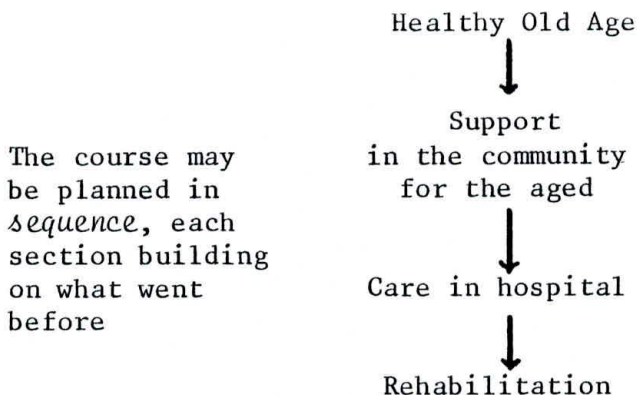 Healthy Old Age
Support
in the community
for the aged
The course may
be planned in
sequence, each
section building
on what went
before
Care in hospital
Rehabilitation